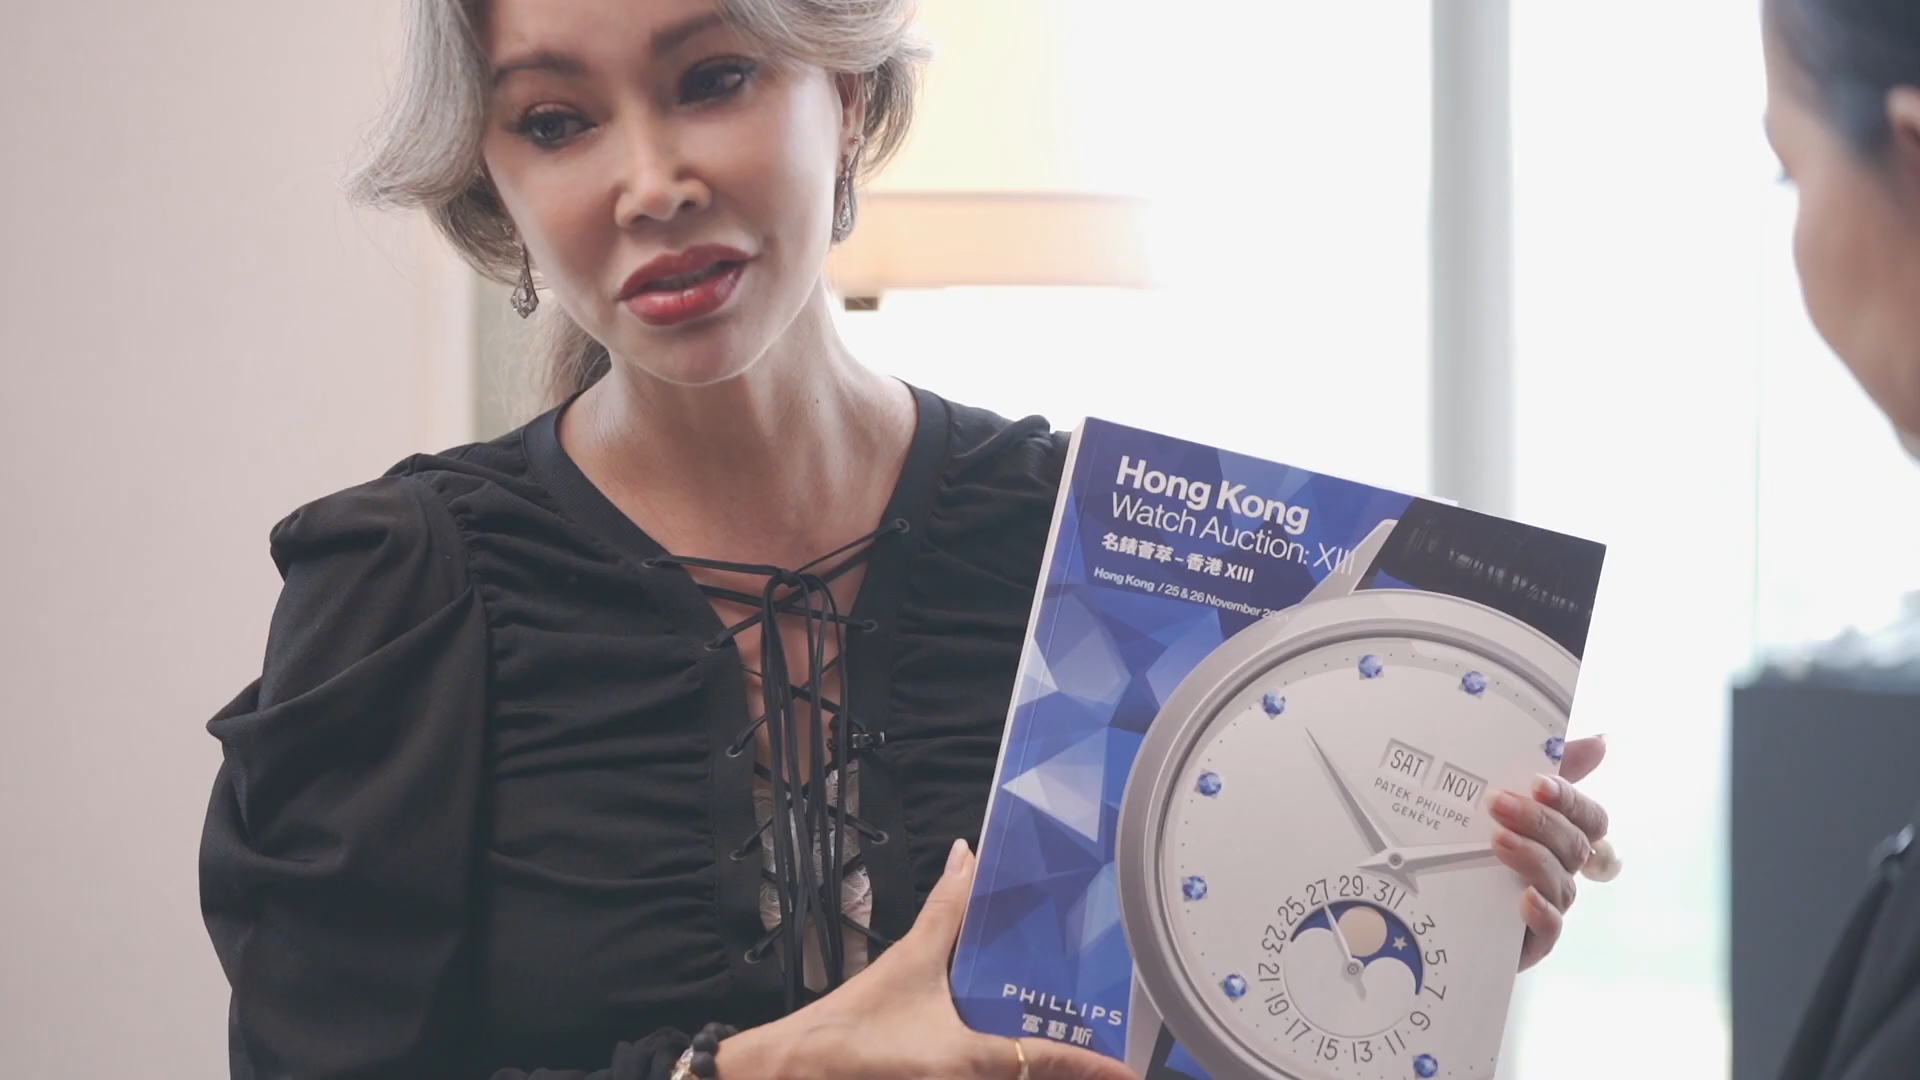 Hong Kong
Watch Auction: XIII
名錶薈萃 – 香港 XIII
Hong Kong / 25 & 26 November
SAT NOV
PATEK PHILIPPE
GENÈVE
23·25·27·29·31·1·3·5·7·9·11·13·15·17·19·21
PHILLIPS
富藝斯